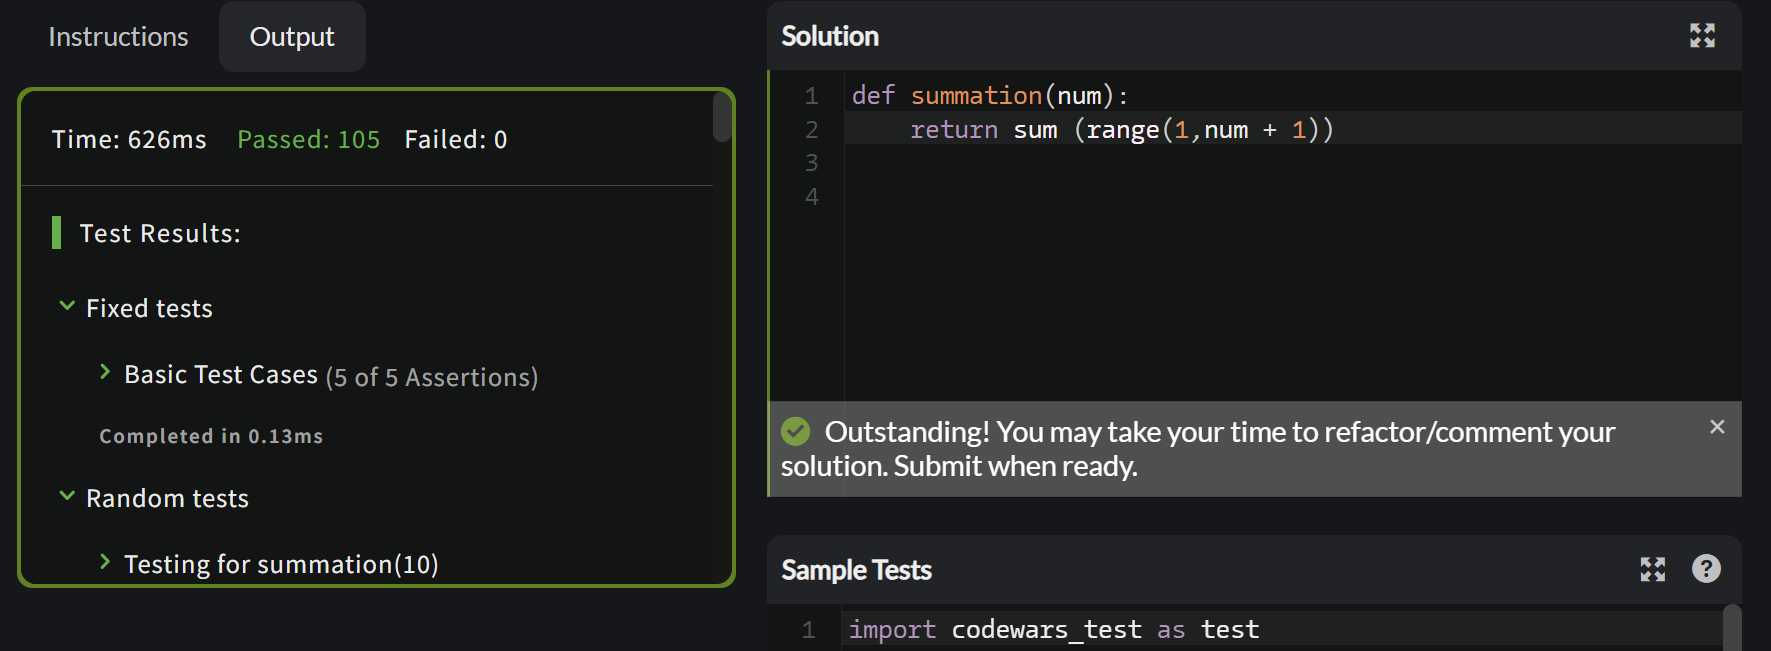 Instructions
Output
Time: 626ms Passed: 105 Failed: 0
Test Results:
Fixed tests
Basic Test Cases (5 of 5 Assertions)
Completed in 0.13ms
Random tests
Testing for summation(10)
Solution
1 def summation(num):
2     return sum (range(1,num + 1))
3
4
Outstanding! You may take your time to refactor/comment your
solution. Submit when ready.
Sample Tests
1 import codewars_test as test